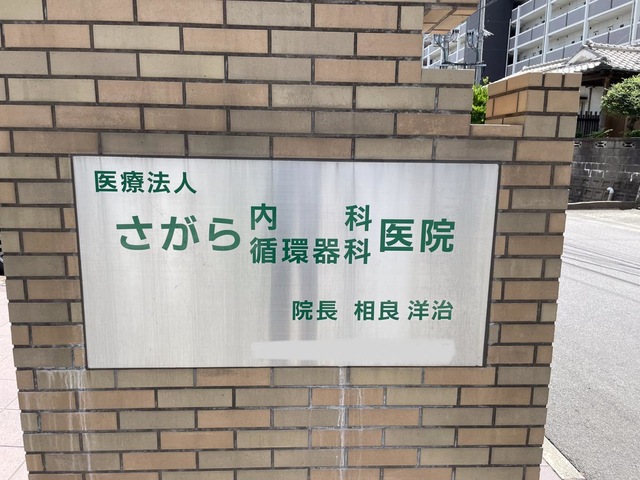 医療法人
さがら内科循環器科医院
院長 相良 洋治